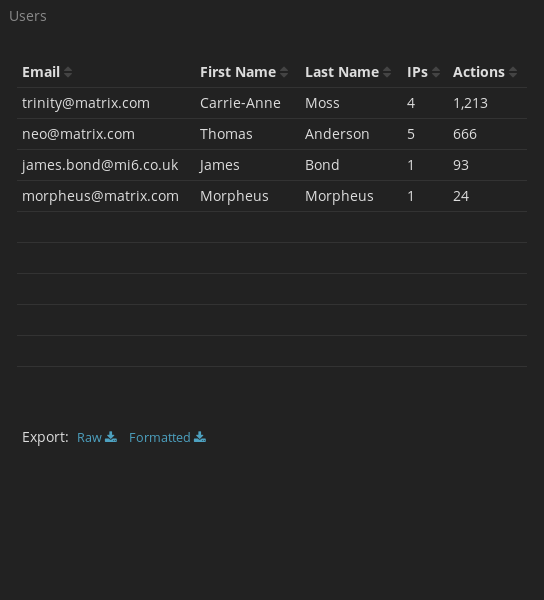 Users
Email First Name Last Name IPs Actions
trinity@matrix.com Carrie-Anne Moss 4 1,213
neo@matrix.com Thomas Anderson 5 666
james.bond@mi6.co.uk James Bond 1 93
morpheus@matrix.com Morpheus Morpheus 1 24
Export: Raw Formatted